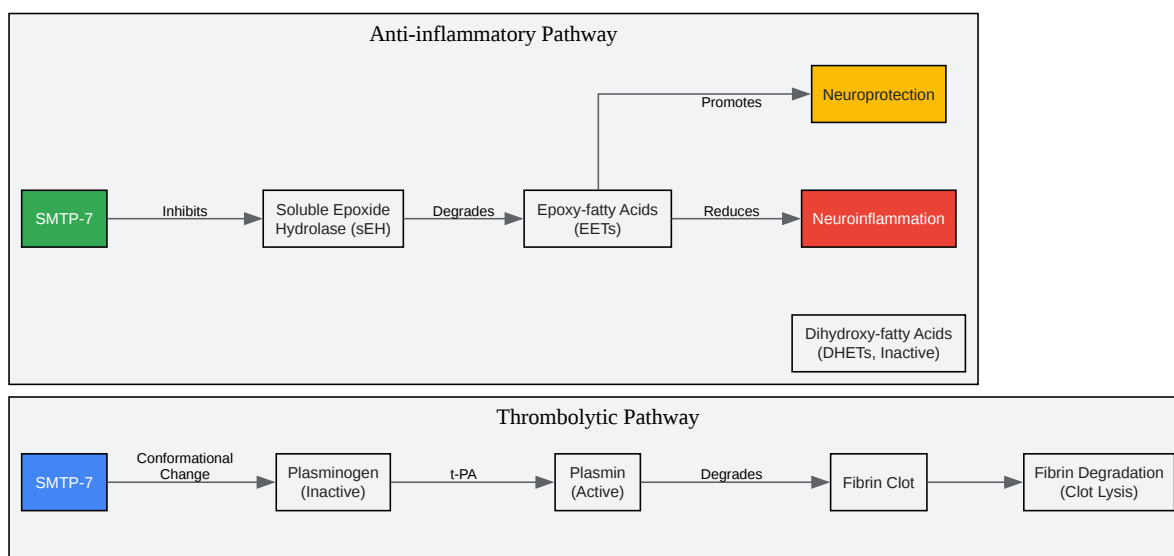 Anti-inflammatory Pathway
Promotes
Neuroprotection
SMTP-7
Inhibits
Soluble Epoxide
Hydrolase (sEH)
Degrades
Epoxy-fatty Acids
(EETs)
Reduces
Neuroinflammation
Dihydroxy-fatty Acids
(DHETs, Inactive)
Thrombolytic Pathway
SMTP-7
Conformational
Change
Plasminogen
(Inactive)
t-PA
Plasmin
(Active)
Degrades
Fibrin Clot
Fibrin Degradation
(Clot Lysis)